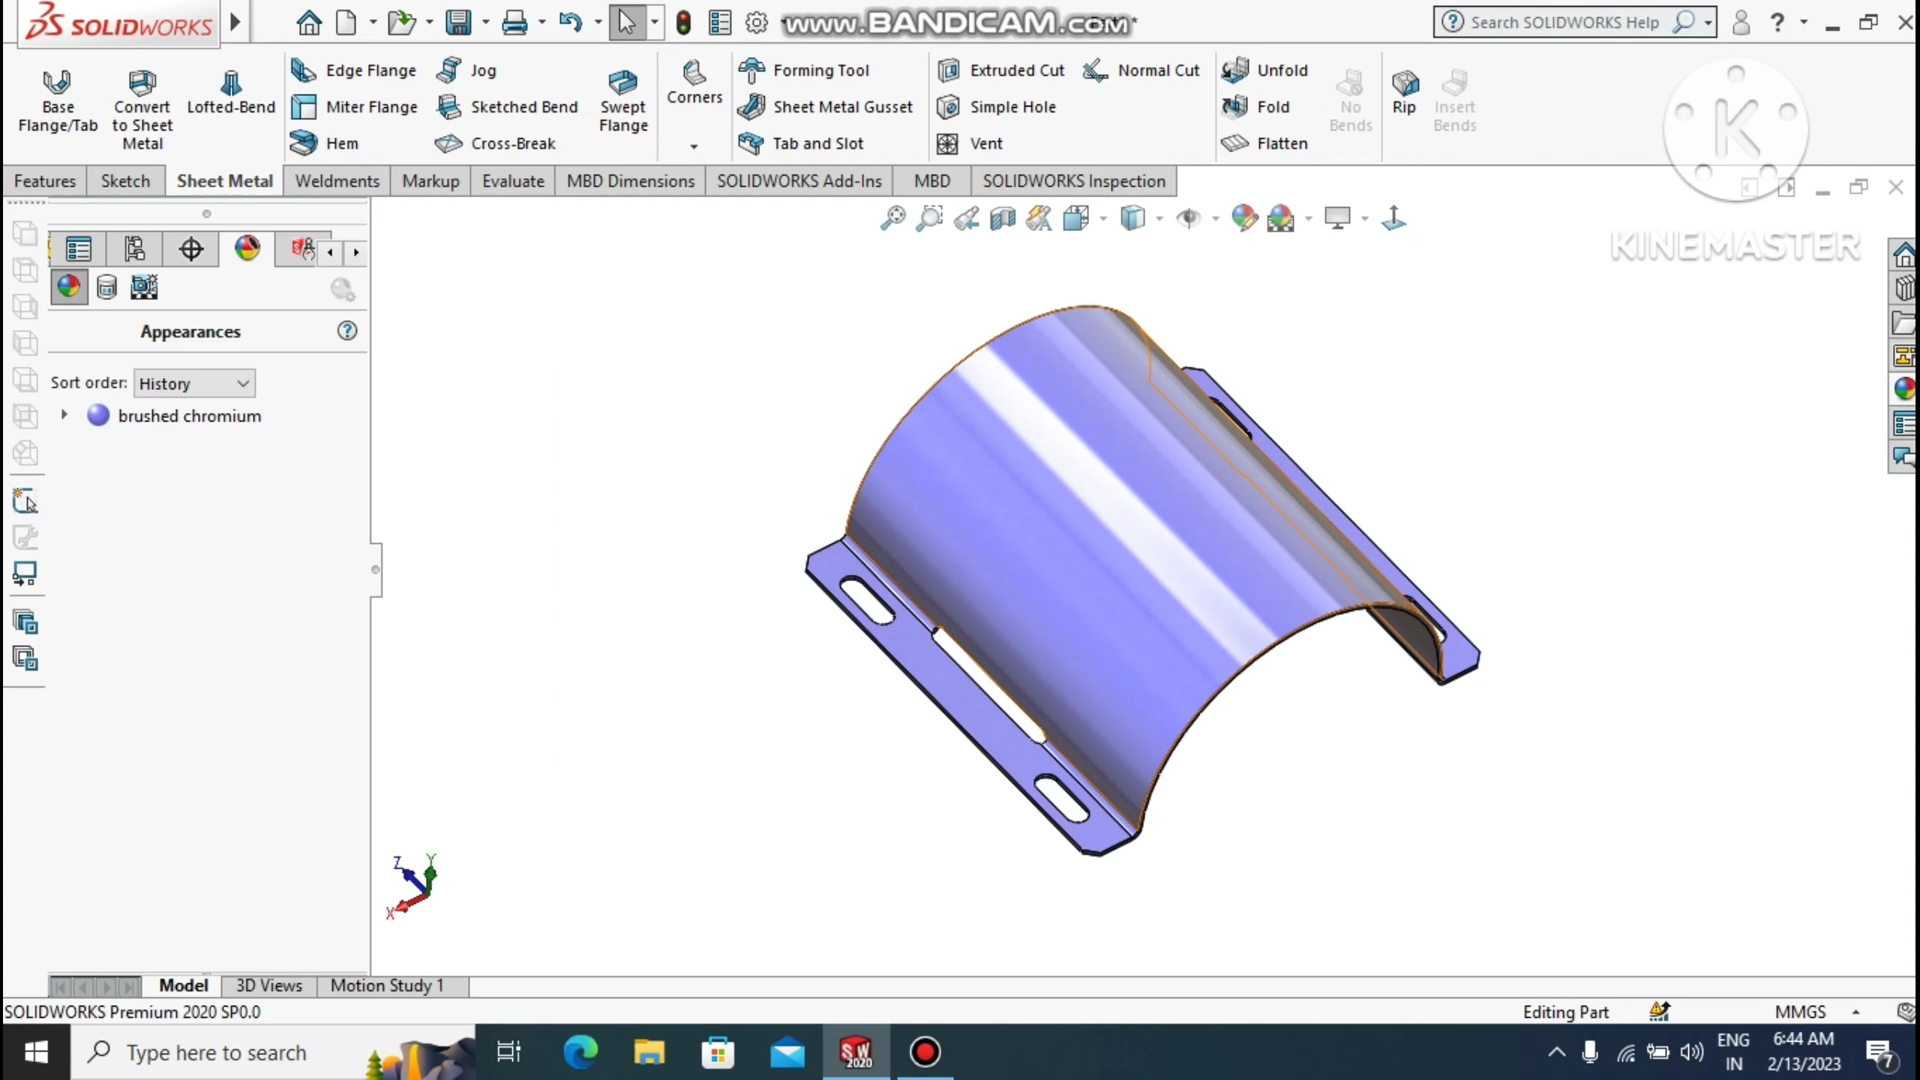 SOLIDWORKS
www.BANDICAM.com *
Search SOLIDWORKS Help
?
Base Flange/Tab
Convert to Sheet Metal
Lofted-Bend
Edge Flange
Miter Flange
Hem
Jog
Sketched Bend
Cross-Break
Swept Flange
Corners
Forming Tool
Sheet Metal Gusset
Tab and Slot
Extruded Cut
Simple Hole
Vent
Normal Cut
Unfold
Fold
Flatten
No Bends
Rip
Insert Bends
K
KINEMASTER
Features
Sketch
Sheet Metal
Weldments
Markup
Evaluate
MBD Dimensions
SOLIDWORKS Add-Ins
MBD
SOLIDWORKS Inspection
Appearances
?
Sort order: History
brushed chromium
Z
Y
X
Model
3D Views
Motion Study 1
SOLIDWORKS Premium 2020 SP0.0
Editing Part
MMGS
Type here to search
SW
2020
ENG
IN
6:44 AM
2/13/2023
7